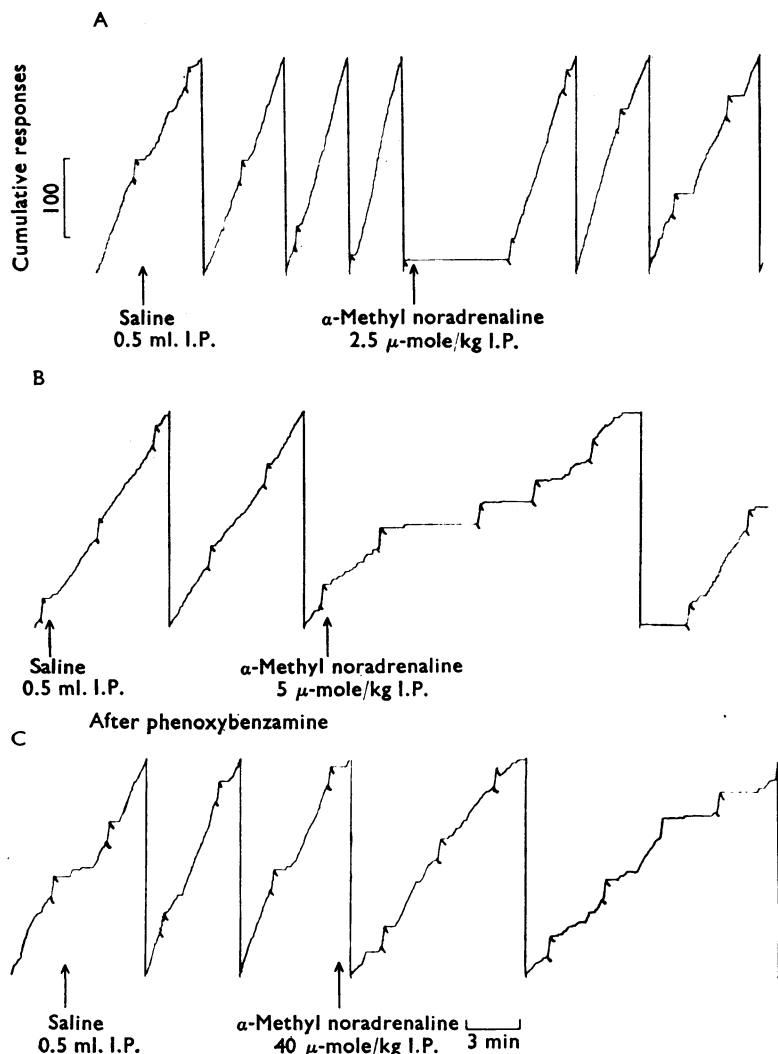 A
Cumulative responses
100
Saline
0.5 ml. I.P.
α-Methyl noradrenaline
2.5 μ-mole/kg I.P.
B
Saline
0.5 ml. I.P.
α-Methyl noradrenaline
5 μ-mole/kg I.P.
After phenoxybenzamine
C
Saline
0.5 ml. I.P.
α-Methyl noradrenaline
40 μ-mole/kg I.P.
3 min